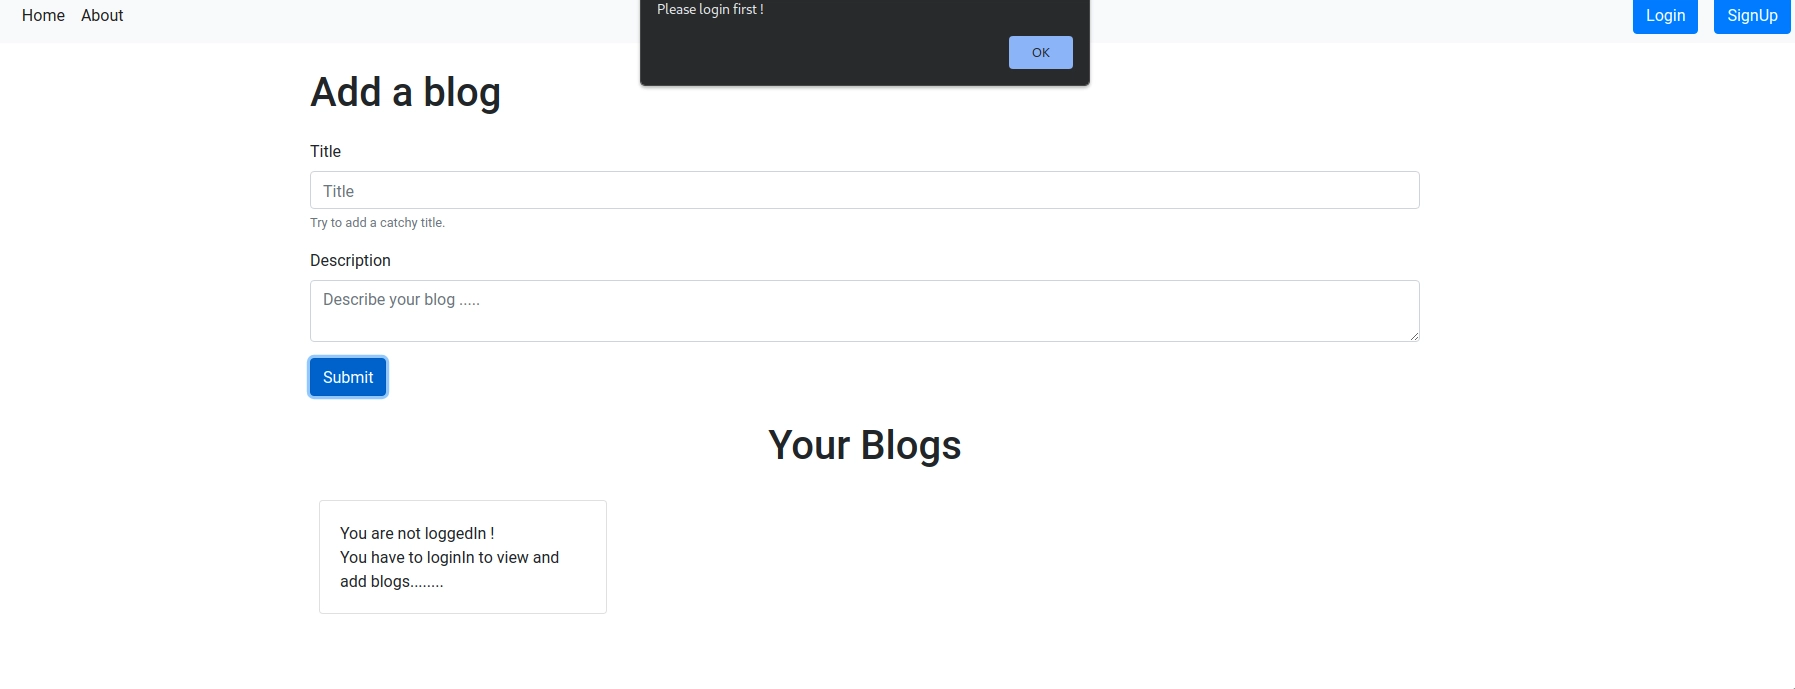 Home About
Please login first !
OK
Login
SignUp
Add a blog
Title
Title
Try to add a catchy title.
Description
Describe your blog .....
Submit
Your Blogs
You are not loggedIn !
You have to loginIn to view and
add blogs........